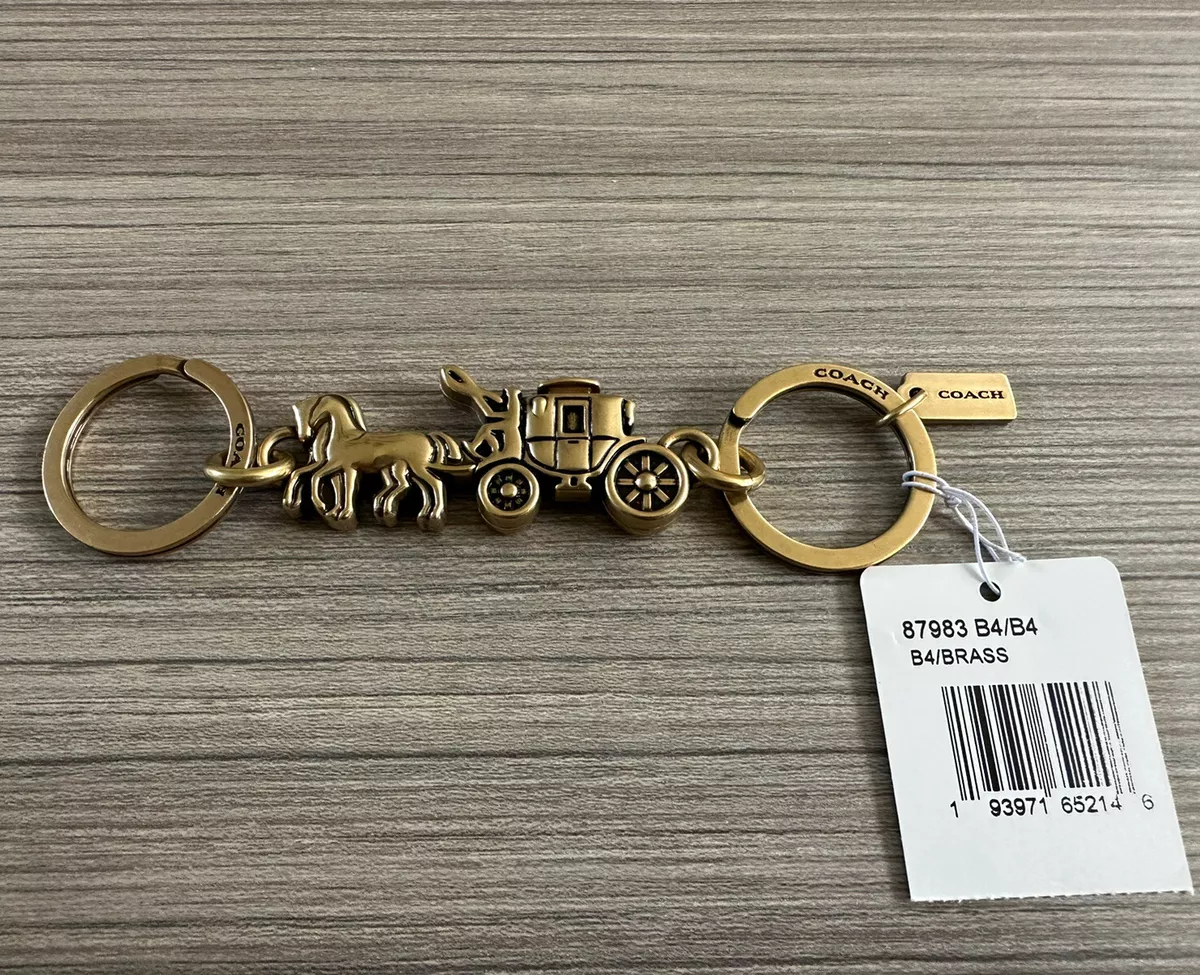 COACH
COACH
87983 B4/B4
B4/BRASS
1 93971 65214 6